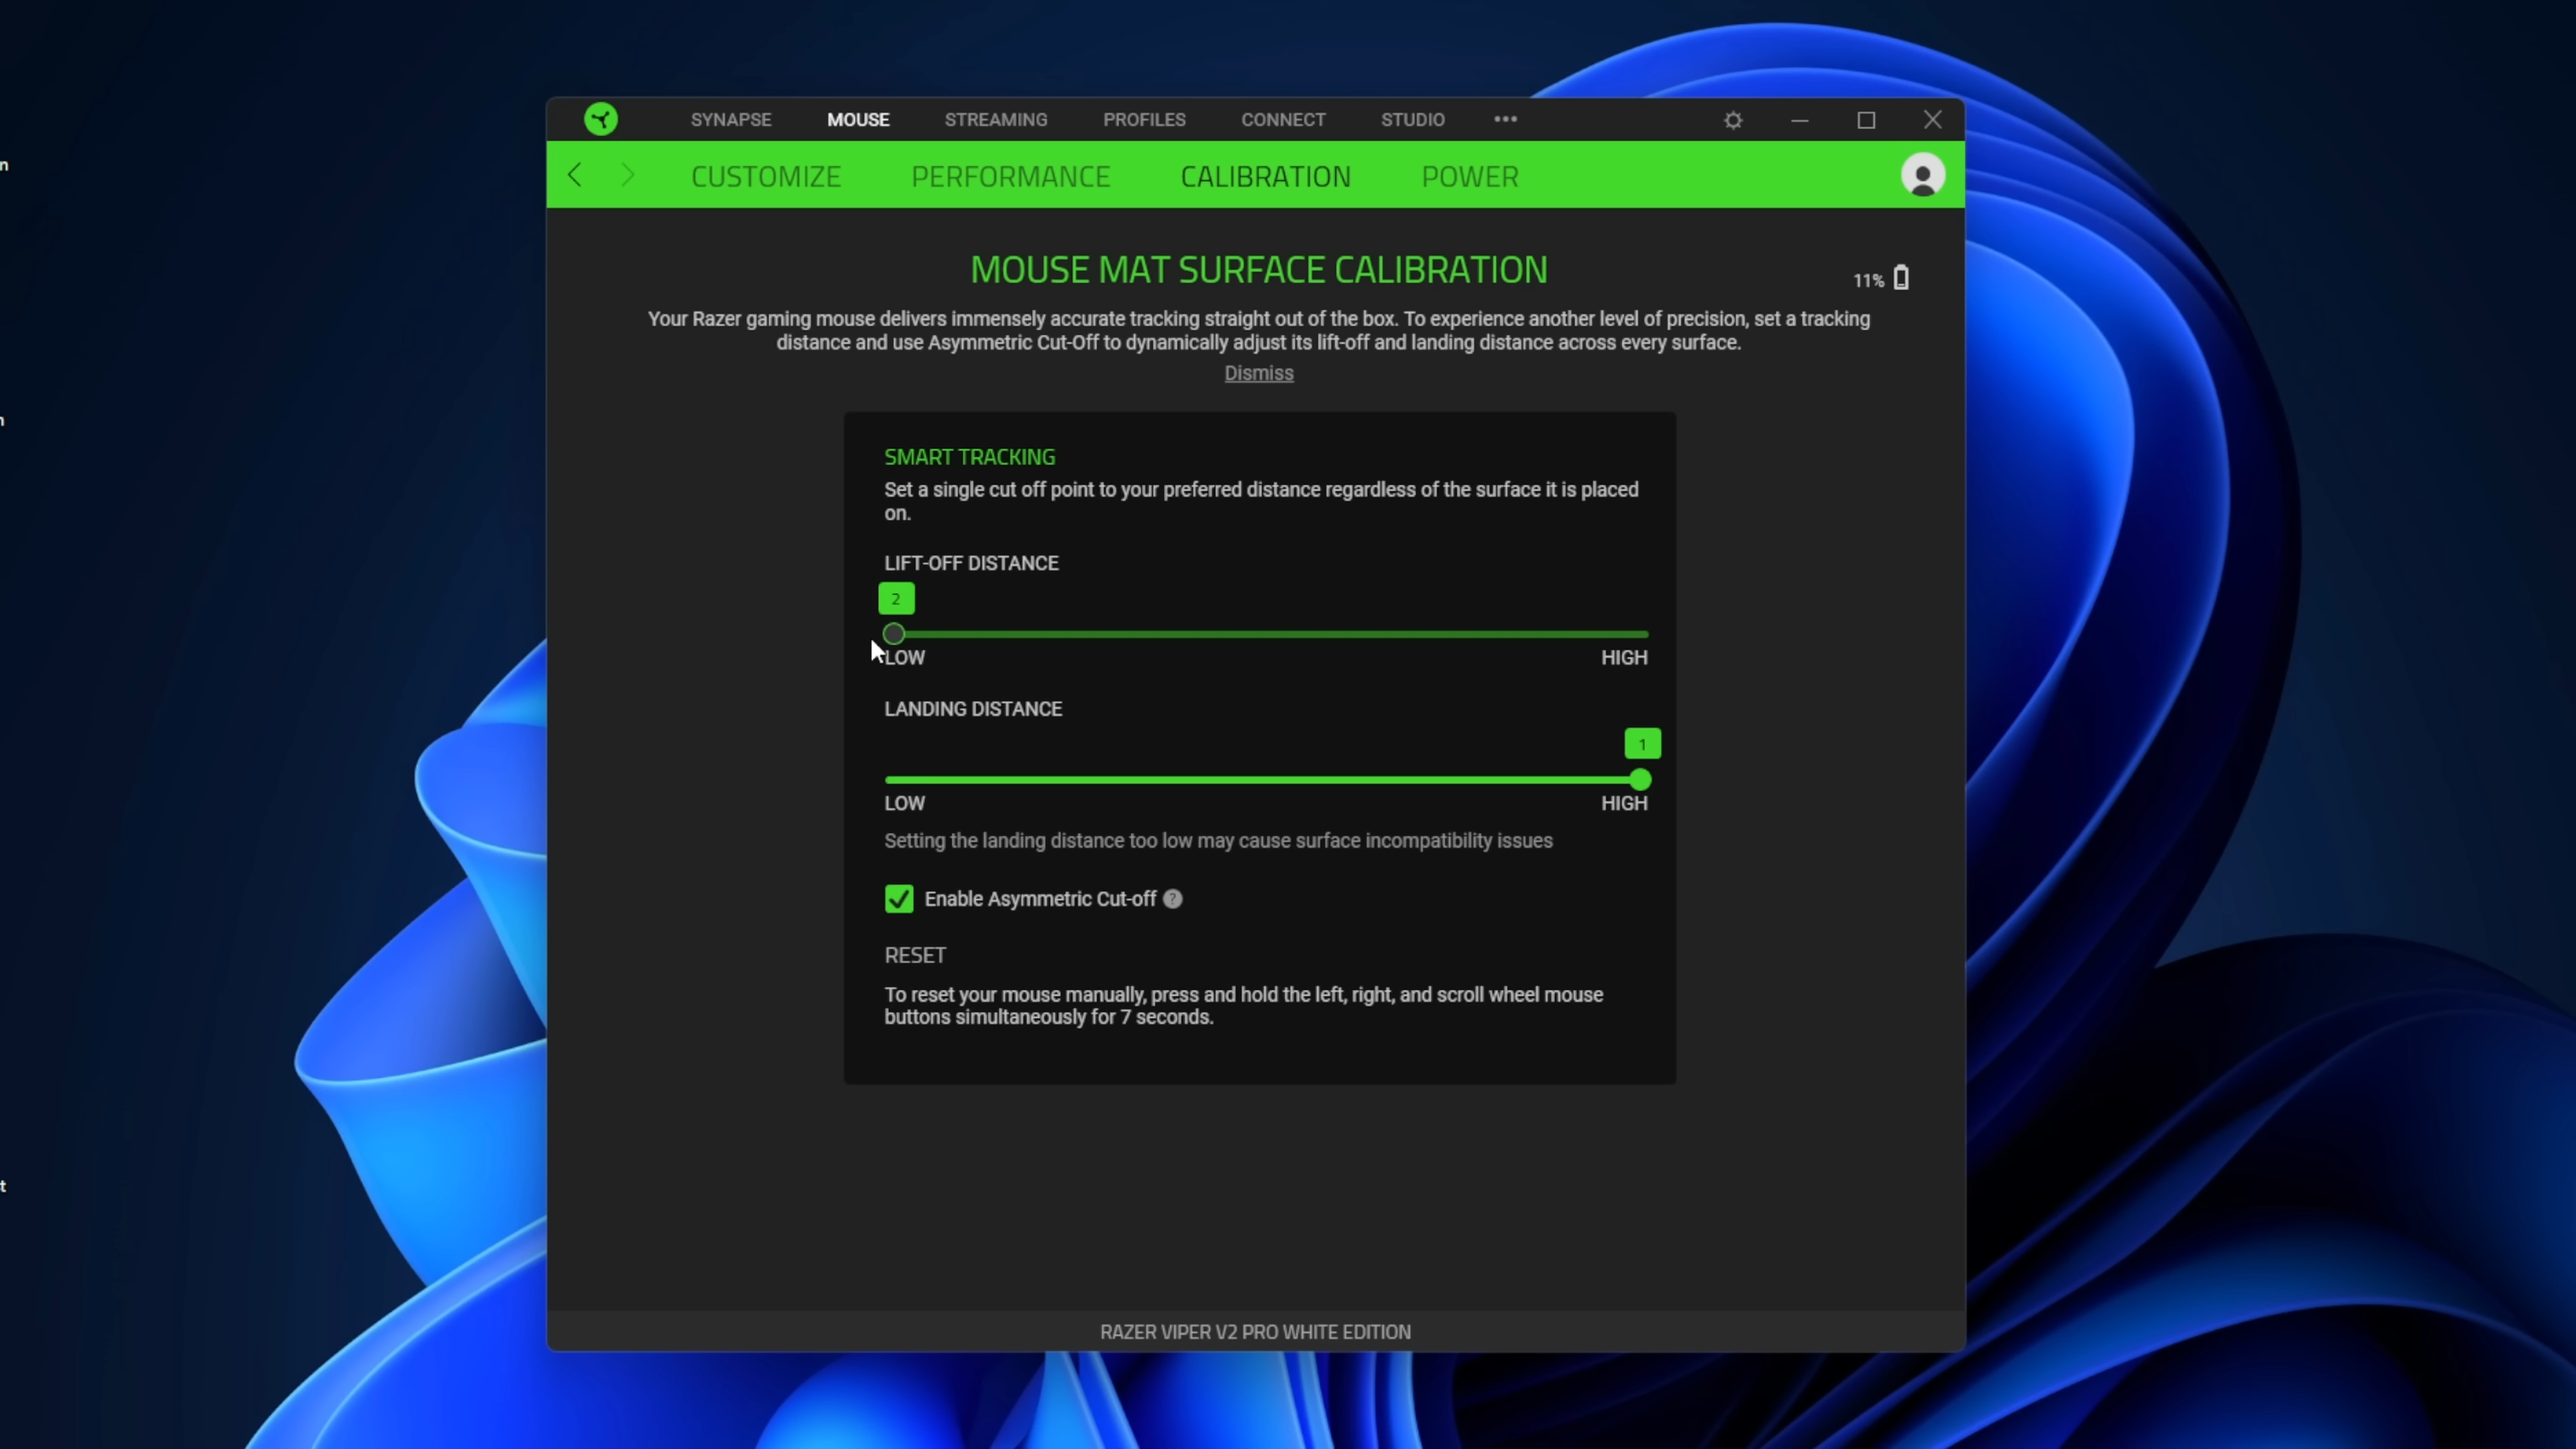 SYNAPSE MOUSE STREAMING PROFILES CONNECT STUDIO •••
CUSTOMIZE PERFORMANCE CALIBRATION POWER
MOUSE MAT SURFACE CALIBRATION
11%
Your Razer gaming mouse delivers immensely accurate tracking straight out of the box. To experience another level of precision, set a tracking
distance and use Asymmetric Cut-Off to dynamically adjust its lift-off and landing distance across every surface.
Dismiss
SMART TRACKING
Set a single cut off point to your preferred distance regardless of the surface it is placed
on.
LIFT-OFF DISTANCE
2
LOW HIGH
LANDING DISTANCE
1
LOW HIGH
Setting the landing distance too low may cause surface incompatibility issues
Enable Asymmetric Cut-off ?
RESET
To reset your mouse manually, press and hold the left, right, and scroll wheel mouse
buttons simultaneously for 7 seconds.
RAZER VIPER V2 PRO WHITE EDITION